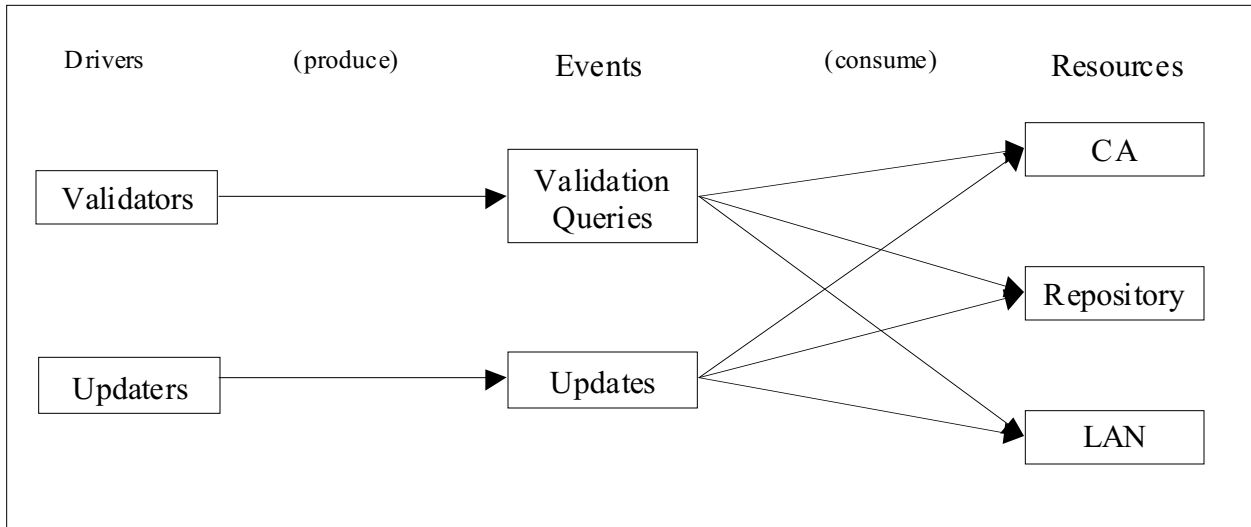 Drivers (produce) Events (consume) Resources
CA
Validators
Validation
Queries
Repository
Updaters
Updates
LAN